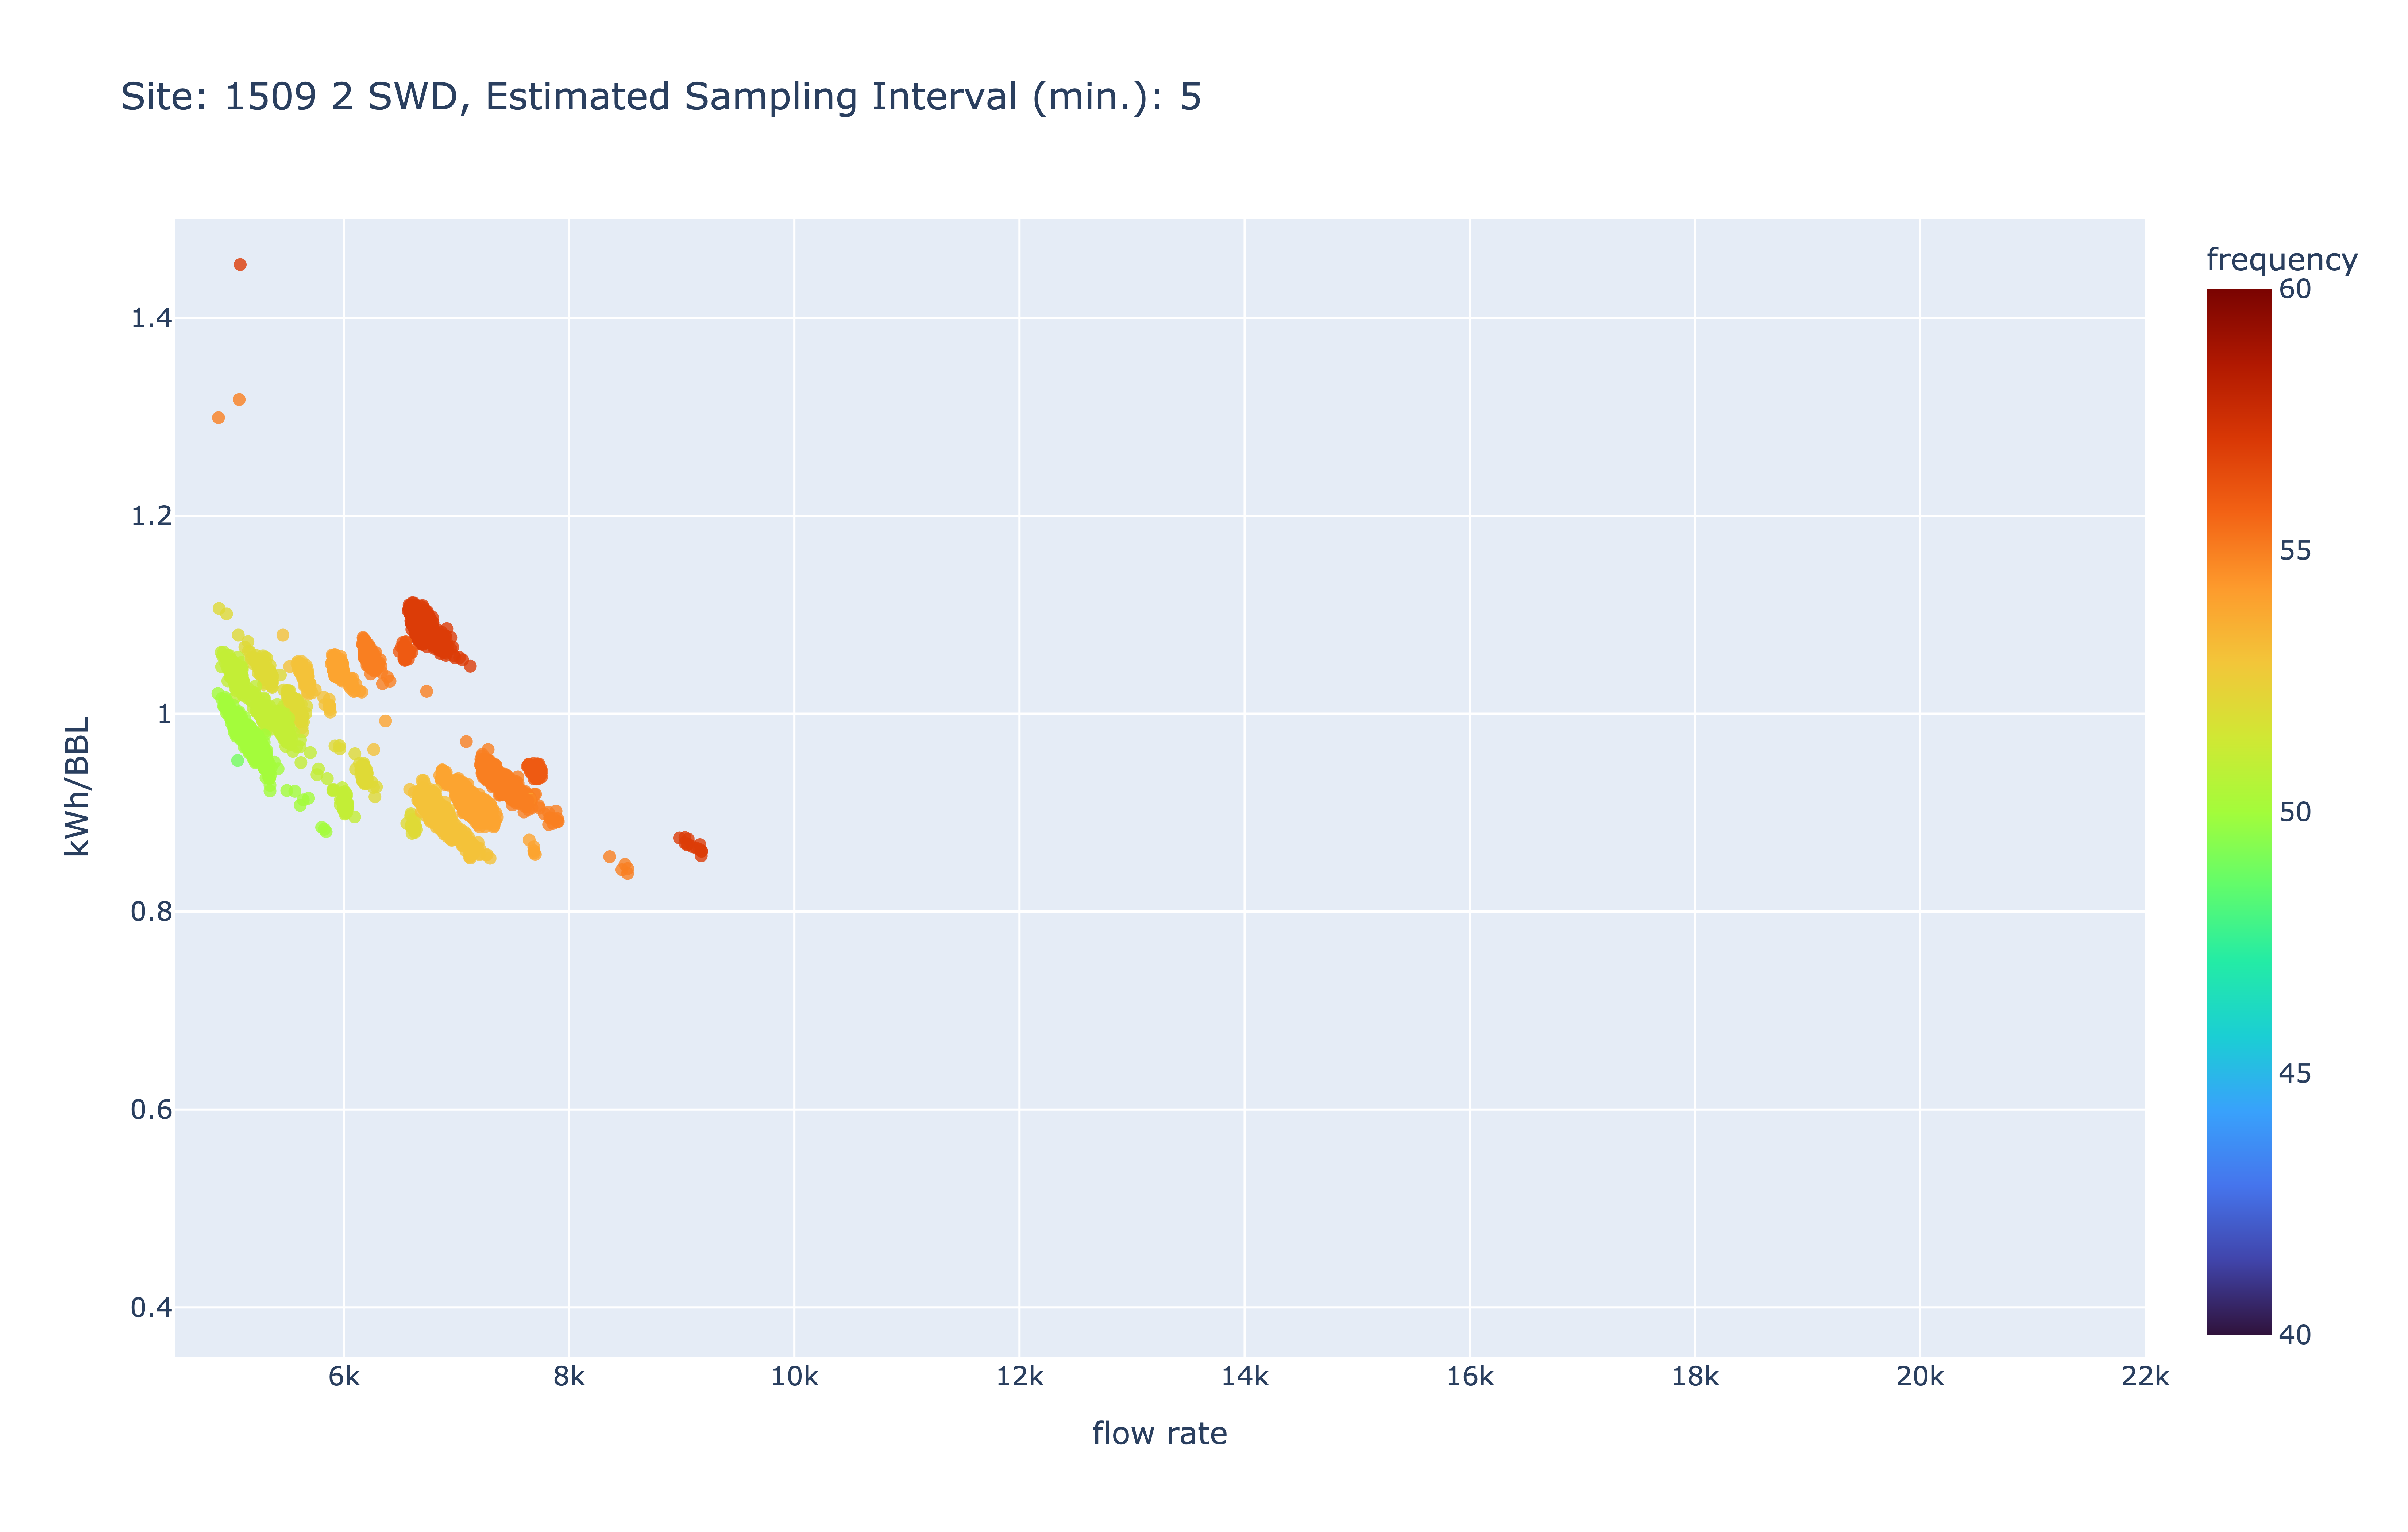 Site: 1509 2 SWD, Estimated Sampling Interval (min.): 5
frequency
60
55
50
45
40
kWh/BBL
1.4
1.2
1
0.8
0.6
0.4
6k 8k 10k 12k 14k 16k 18k 20k 22k
flow rate